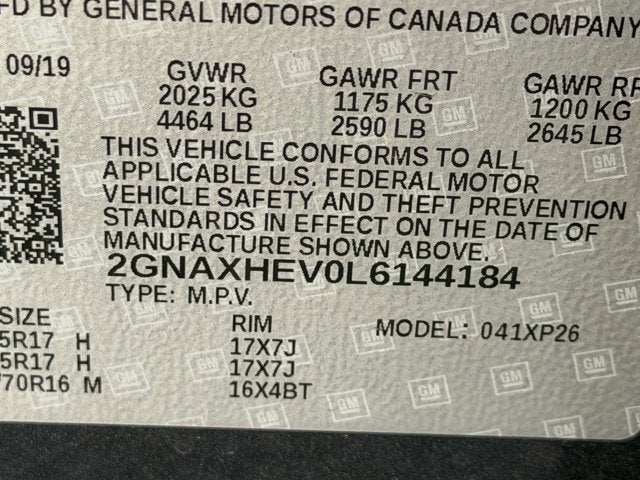 FD BY GENERAL MOTORS OF CANADA COMPANY
09/19 GVWR GAWR FRT GAWR RR
2025 KG 1175 KG 1200 KG
4464 LB 2590 LB 2645 LB
THIS VEHICLE CONFORMS TO ALL
APPLICABLE U.S. FEDERAL MOTOR
VEHICLE SAFETY AND THEFT PREVENTION
STANDARDS IN EFFECT ON THE DATE OF
MANUFACTURE SHOWN ABOVE.
2GNAXHEV0L6144184
TYPE: M.P.V.
SIZE RIM MODEL: 041XP26
5R17 H 17X7J
5R17 H 17X7J
70R16 M 16X4BT